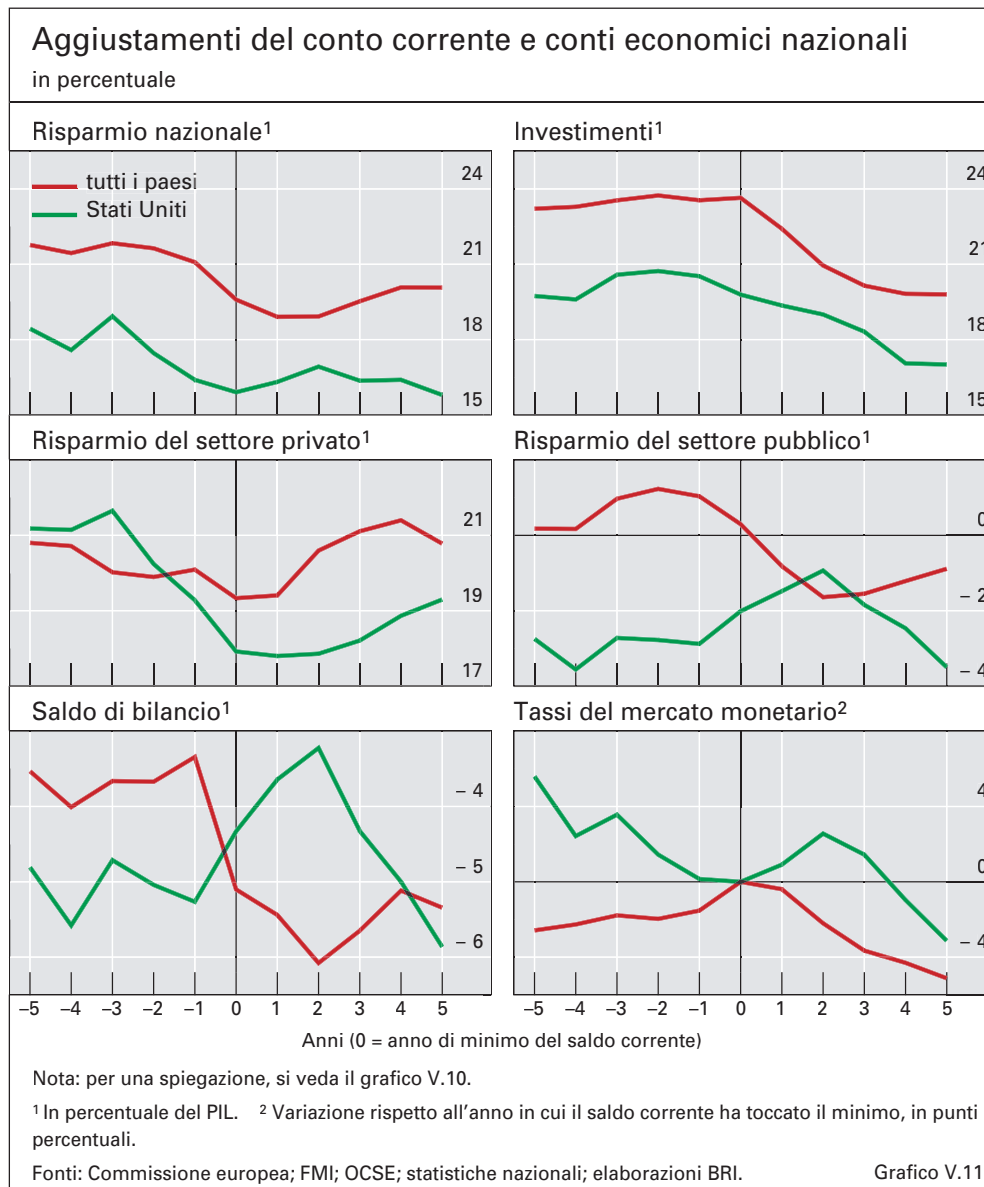 Aggiustamenti del conto corrente e conti economici nazionali
in percentuale
Risparmio nazionale¹ Investimenti¹
tutti i paesi
Stati Uniti
24 24
21 21
18 18
15 15
Risparmio del settore privato¹ Risparmio del settore pubblico¹
21 0
19 – 2
17 – 4
Saldo di bilancio¹ Tassi del mercato monetario²
– 4 4
– 5 0
– 6 – 4
–5 –4 –3 –2 –1 0 1 2 3 4 5 –5 –4 –3 –2 –1 0 1 2 3 4 5
Anni (0 = anno di minimo del saldo corrente)
Nota: per una spiegazione, si veda il grafico V.10.
¹ In percentuale del PIL. ² Variazione rispetto all’anno in cui il saldo corrente ha toccato il minimo, in punti
percentuali.
Fonti: Commissione europea; FMI; OCSE; statistiche nazionali; elaborazioni BRI. Grafico V.11